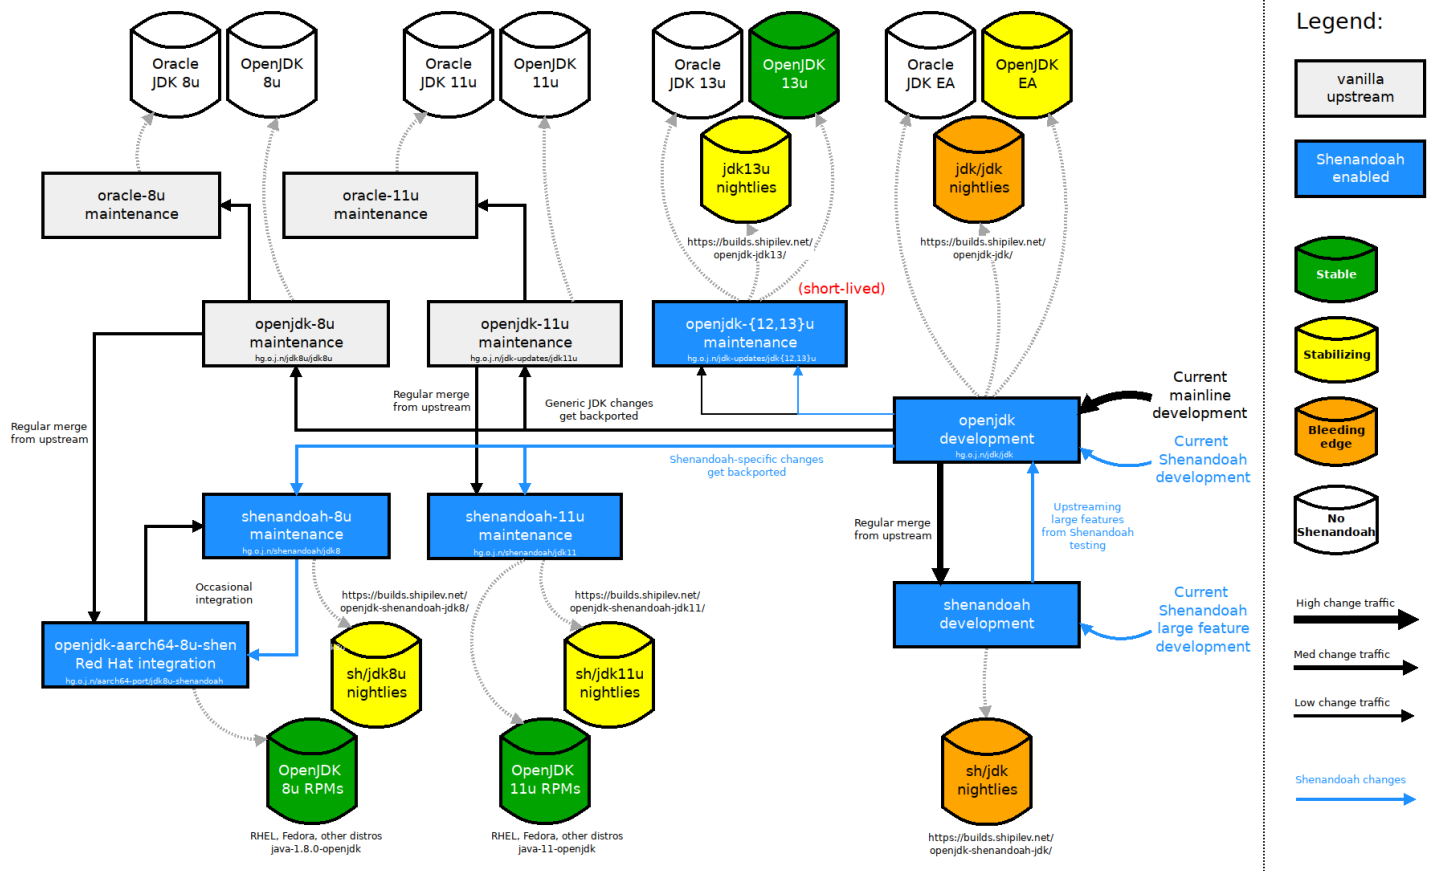 Oracle
JDK 8u
OpenJDK
8u
Oracle
JDK 11u
OpenJDK
11u
Oracle
JDK 13u
OpenJDK
13u
Oracle
JDK EA
OpenJDK
EA
jdk13u
nightlies
https://builds.shipilev.net/
openjdk-jdk13/
jdk/jdk
nightlies
https://builds.shipilev.net/
openjdk-jdk/
oracle-8u
maintenance
oracle-11u
maintenance
(short-lived)
openjdk-8u
maintenance
hg.o.j.n/jdk8u/jdk8u
openjdk-11u
maintenance
hg.o.j.n/jdk-updates/jdk11u
openjdk-{12,13}u
maintenance
hg.o.j.n/jdk-updates/jdk{12,13}u
Regular merge
from upstream
Regular merge
from upstream
Generic JDK changes
get backported
openjdk
development
hg.o.j.n/jdk/jdk
Current
mainline
development
Current
Shenandoah
development
Shenandoah-specific changes
get backported
shenandoah-8u
maintenance
hg.o.j.n/shenandoah/jdk8
shenandoah-11u
maintenance
hg.o.j.n/shenandoah/jdk11
Regular merge
from upstream
Upstreaming
large features
from Shenandoah
testing
Occasional
integration
https://builds.shipilev.net/
openjdk-shenandoah-jdk8/
https://builds.shipilev.net/
openjdk-shenandoah-jdk11/
shenandoah
development
Current
Shenandoah
large feature
development
openjdk-aarch64-8u-shen
Red Hat integration
hg.o.j.n/aarch64-port/jdk8u-shenandoah
sh/jdk8u
nightlies
sh/jdk11u
nightlies
OpenJDK
8u RPMs
RHEL, Fedora, other distros
java-1.8.0-openjdk
OpenJDK
11u RPMs
RHEL, Fedora, other distros
java-11-openjdk
sh/jdk
nightlies
https://builds.shipilev.net/
openjdk-shenandoah-jdk/
Legend:
vanilla
upstream
Shenandoah
enabled
Stable
Stabilizing
Bleeding
edge
No
Shenandoah
High change traffic
Med change traffic
Low change traffic
Shenandoah changes